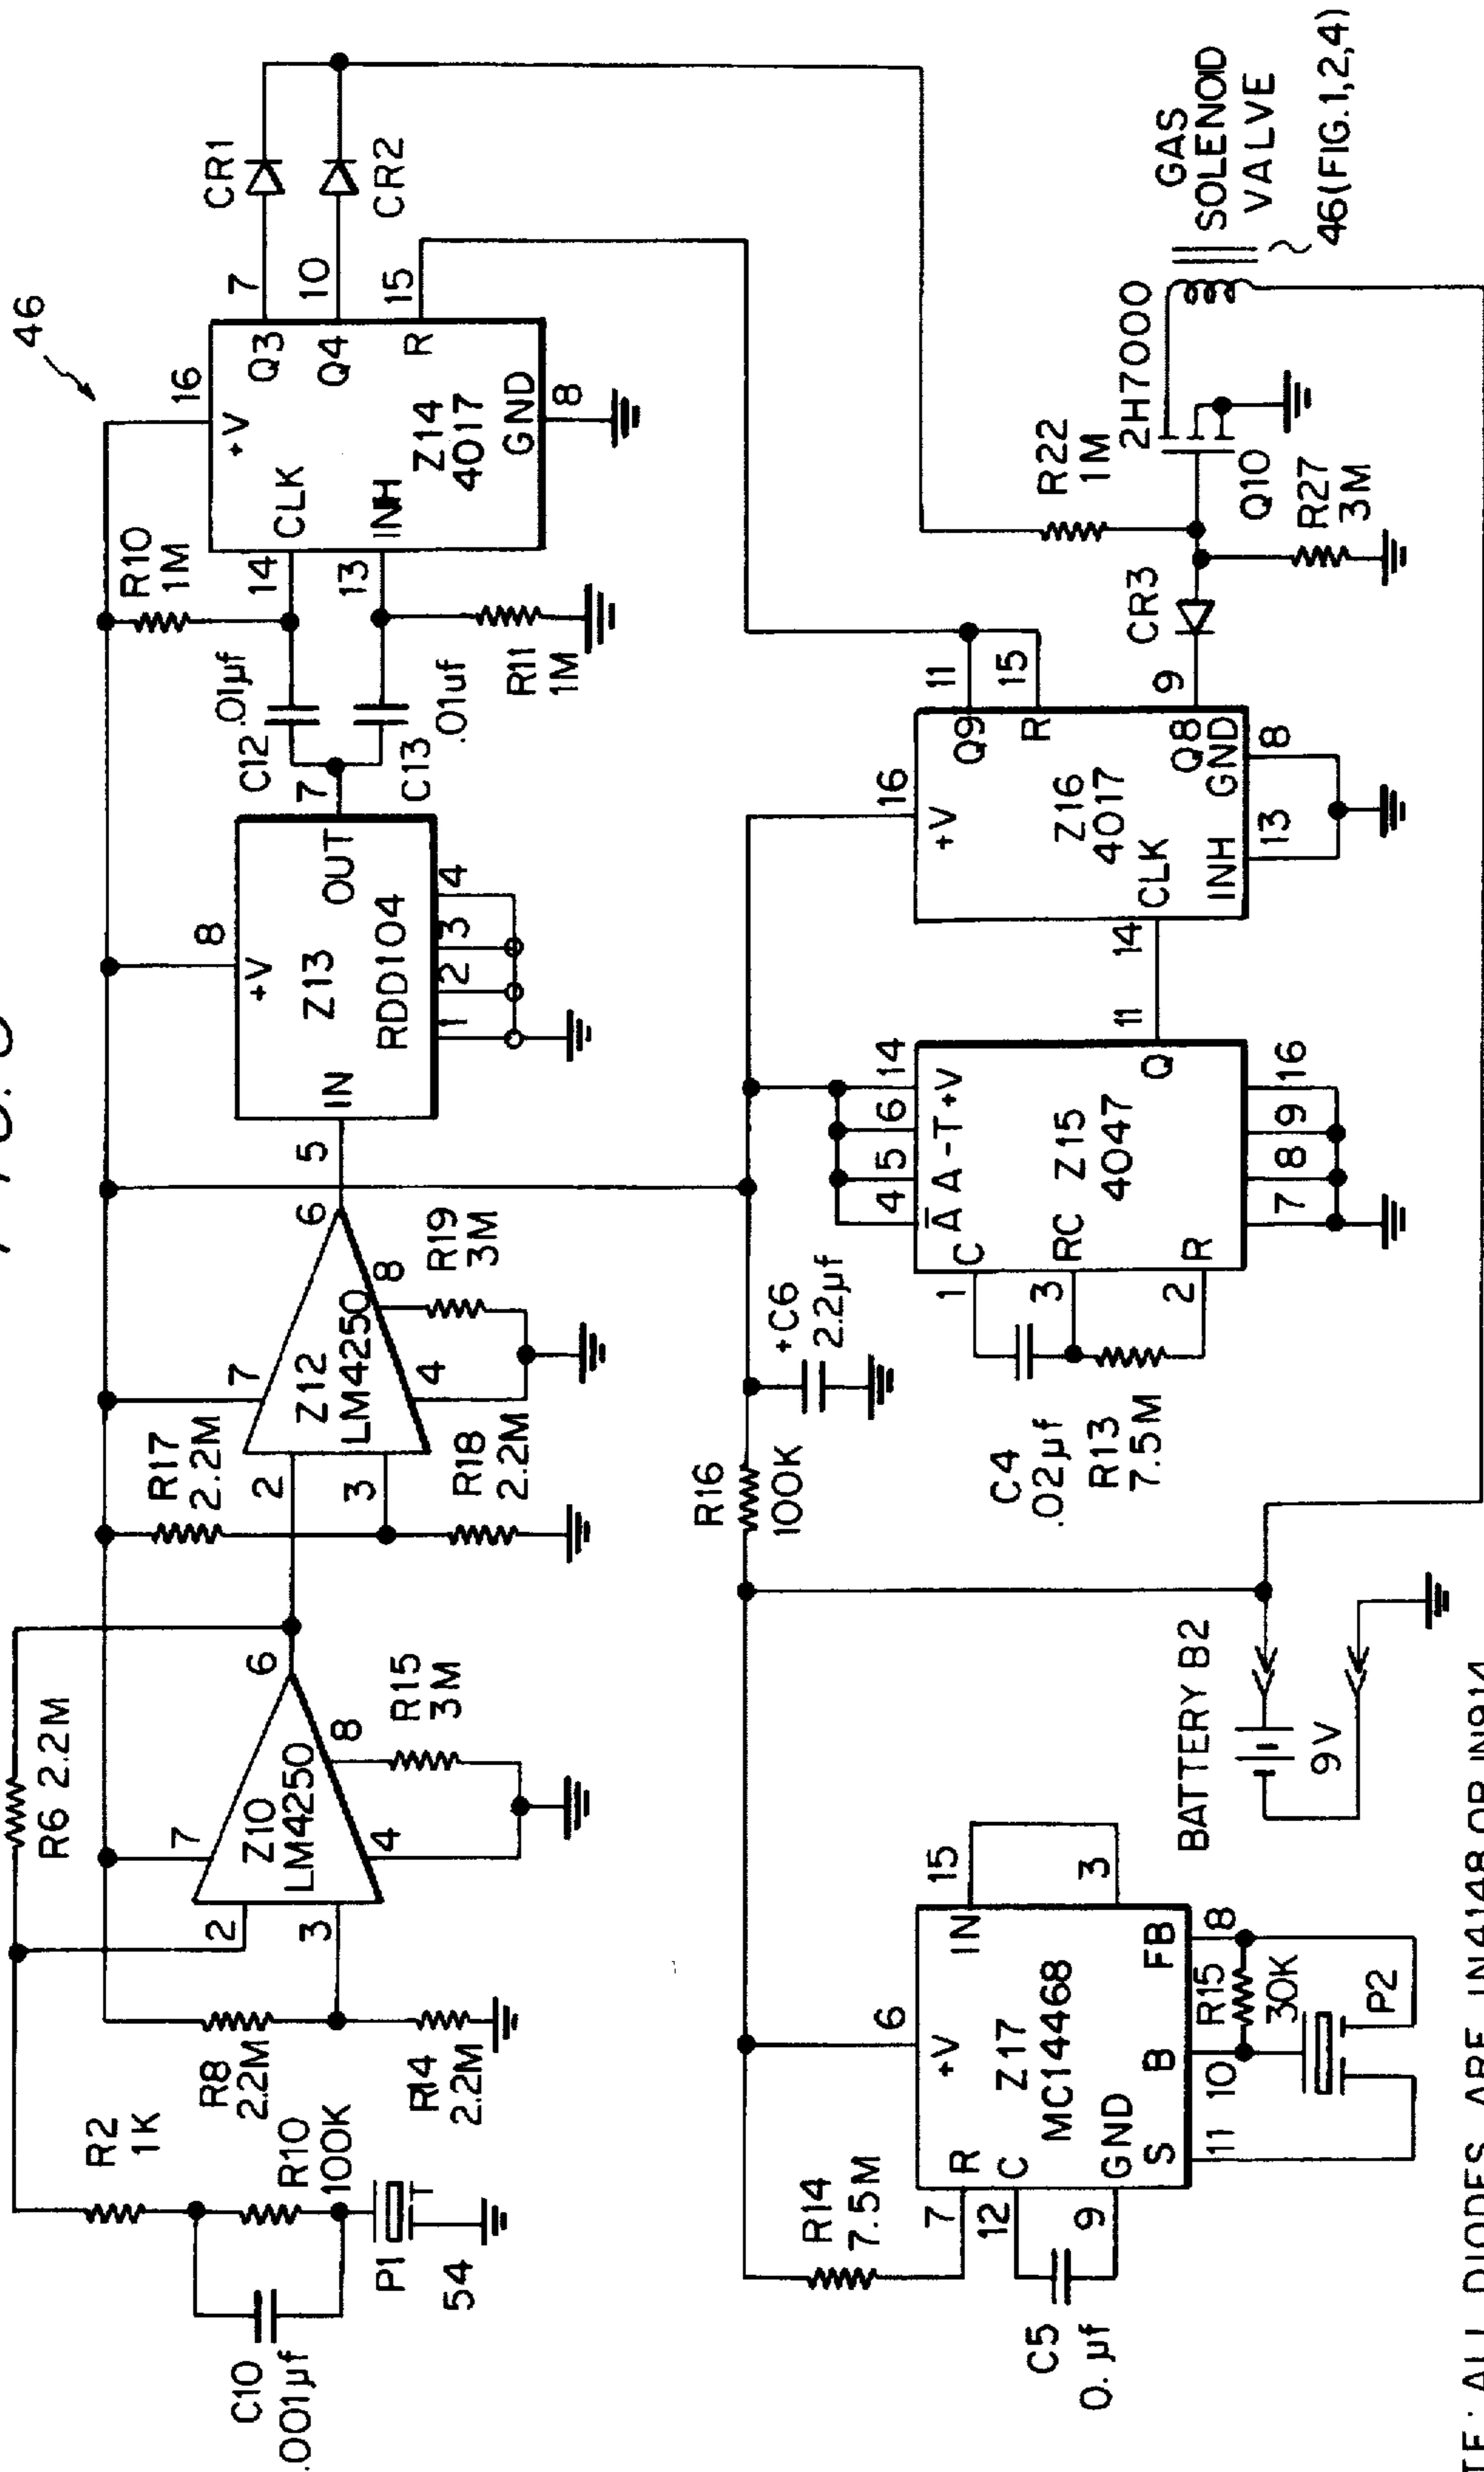 46
R6 2.2M
R2
1K
R10
100K
C10
.001µf
P1
54
R8
2.2M
R14
2.2M
2
3
7
Z10
LM4250
6
8
4
R15
3M
R17
2.2M
2
3
R18
2.2M
7
Z12
LM4250
6
8
4
R19
3M
5
IN
8
+V
Z13
RDD104
OUT
1
2
3
4
7
C12
.01µf
C13
.01uf
R10
1M
R11
1M
14
13
16
+V
CLK
INH
Z14
4017
GND
8
Q3
Q4
R
7
10
15
CR1
CR2
R14
7.5M
C5
0. µf
7
12
9
6
+V
R
C
GND
Z17
MC14468
IN
15
3
S
B
FB
11
10
8
R15
30K
P2
BATTERY B2
9V
R16
100K
+C6
2.2µf
C4
.02µf
R13
7.5M
1
3
2
4
5
6
14
Ā
A
-T
+V
C
RC
R
Z15
4047
Q
7
8
9
16
11
14
16
+V
Z16
4017
CLK
INH
GND
13
8
Q9
R
Q8
11
15
9
CR3
R22
1M
R27
3M
Q10
2H7000
GAS
SOLENOID
VALVE
46(FIG.1,2,4)
: ALL DIODES ARE IN4148 OR IN914